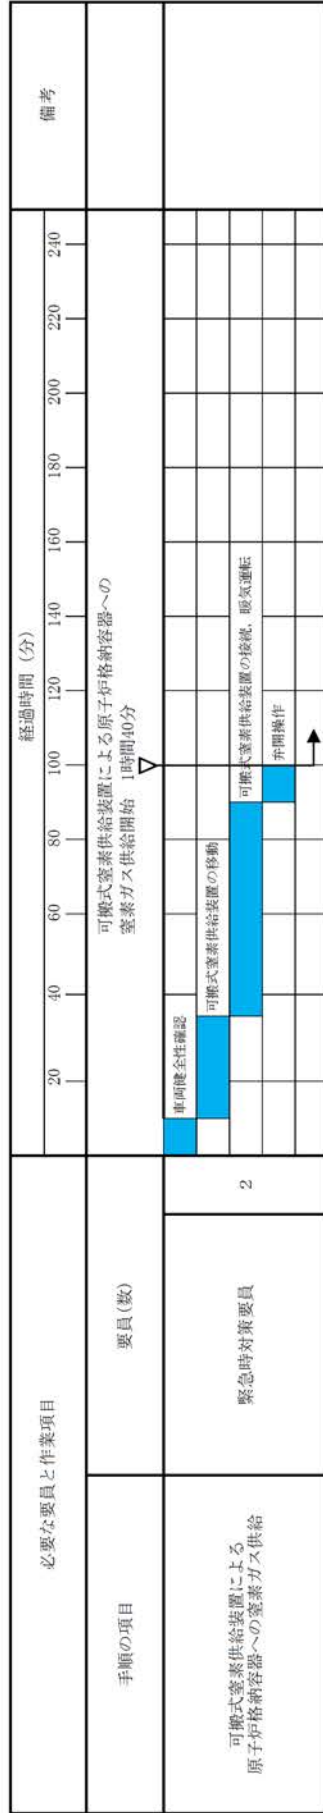 必要な要員と作業項目
経過時間（分）
備考
20 40 60 80 100 120 140 160 180 200 220 240
手順の項目
要員(数)
可搬式窒素供給装置による原子炉格納容器への
窒素ガス供給開始 1時間40分
可搬式窒素供給装置による
原子炉格納容器への窒素ガス供給
緊急時対策要員
2
車両健全性確認
可搬式窒素供給装置の移動
可搬式窒素供給装置の接続，暖気運転
弁開操作